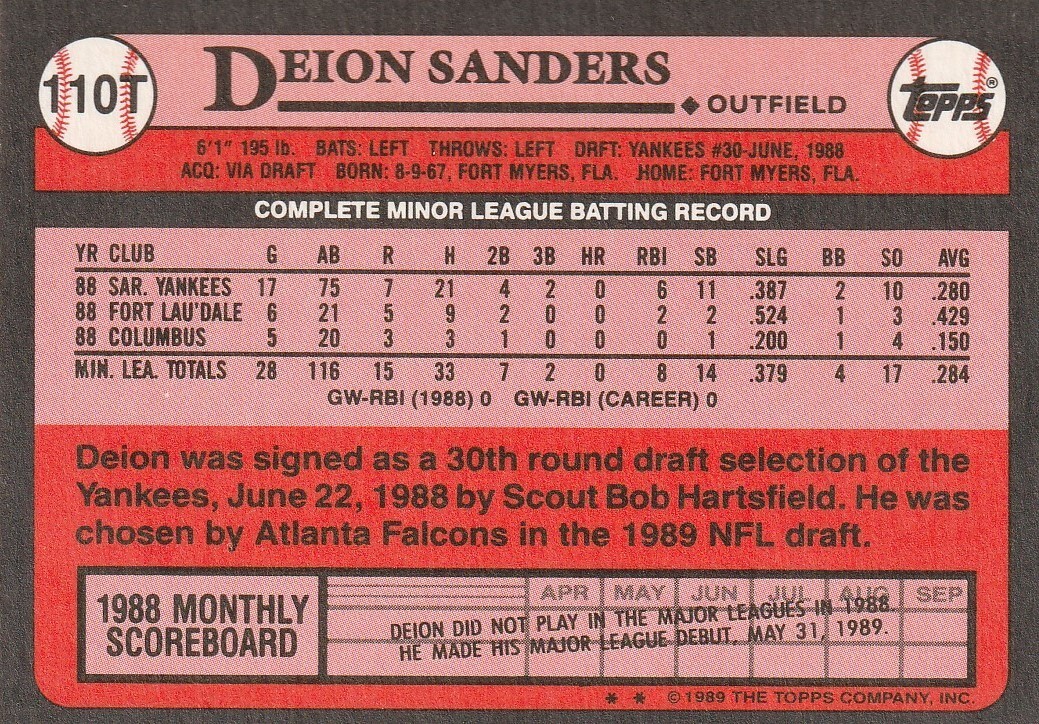 110T
DEION SANDERS
◆ OUTFIELD
TOPPS®
6'1" 195 lb. BATS: LEFT THROWS: LEFT DRFT: YANKEES #30-JUNE, 1988
ACQ: VIA DRAFT BORN: 8-9-67, FORT MYERS, FLA. HOME: FORT MYERS, FLA.
COMPLETE MINOR LEAGUE BATTING RECORD
YR CLUB G AB R H 2B 3B HR RBI SB SLG BB SO AVG
88 SAR. YANKEES 17 75 7 21 4 2 0 6 11 .387 2 10 .280
88 FORT LAU'DALE 6 21 5 9 2 0 0 2 2 .524 1 3 .429
88 COLUMBUS 5 20 3 3 1 0 0 0 1 .200 1 4 .150
MIN. LEA. TOTALS 28 116 15 33 7 2 0 8 14 .379 4 17 .284
GW-RBI (1988) 0 GW-RBI (CAREER) 0
Deion was signed as a 30th round draft selection of the
Yankees, June 22, 1988 by Scout Bob Hartsfield. He was
chosen by Atlanta Falcons in the 1989 NFL draft.
1988 MONTHLY
SCOREBOARD
APR MAY JUN JUL AUG SEP
DEION DID NOT PLAY IN THE MAJOR LEAGUES IN 1988.
HE MADE HIS MAJOR LEAGUE DEBUT, MAY 31, 1989.
* * © 1989 THE TOPPS COMPANY, INC.